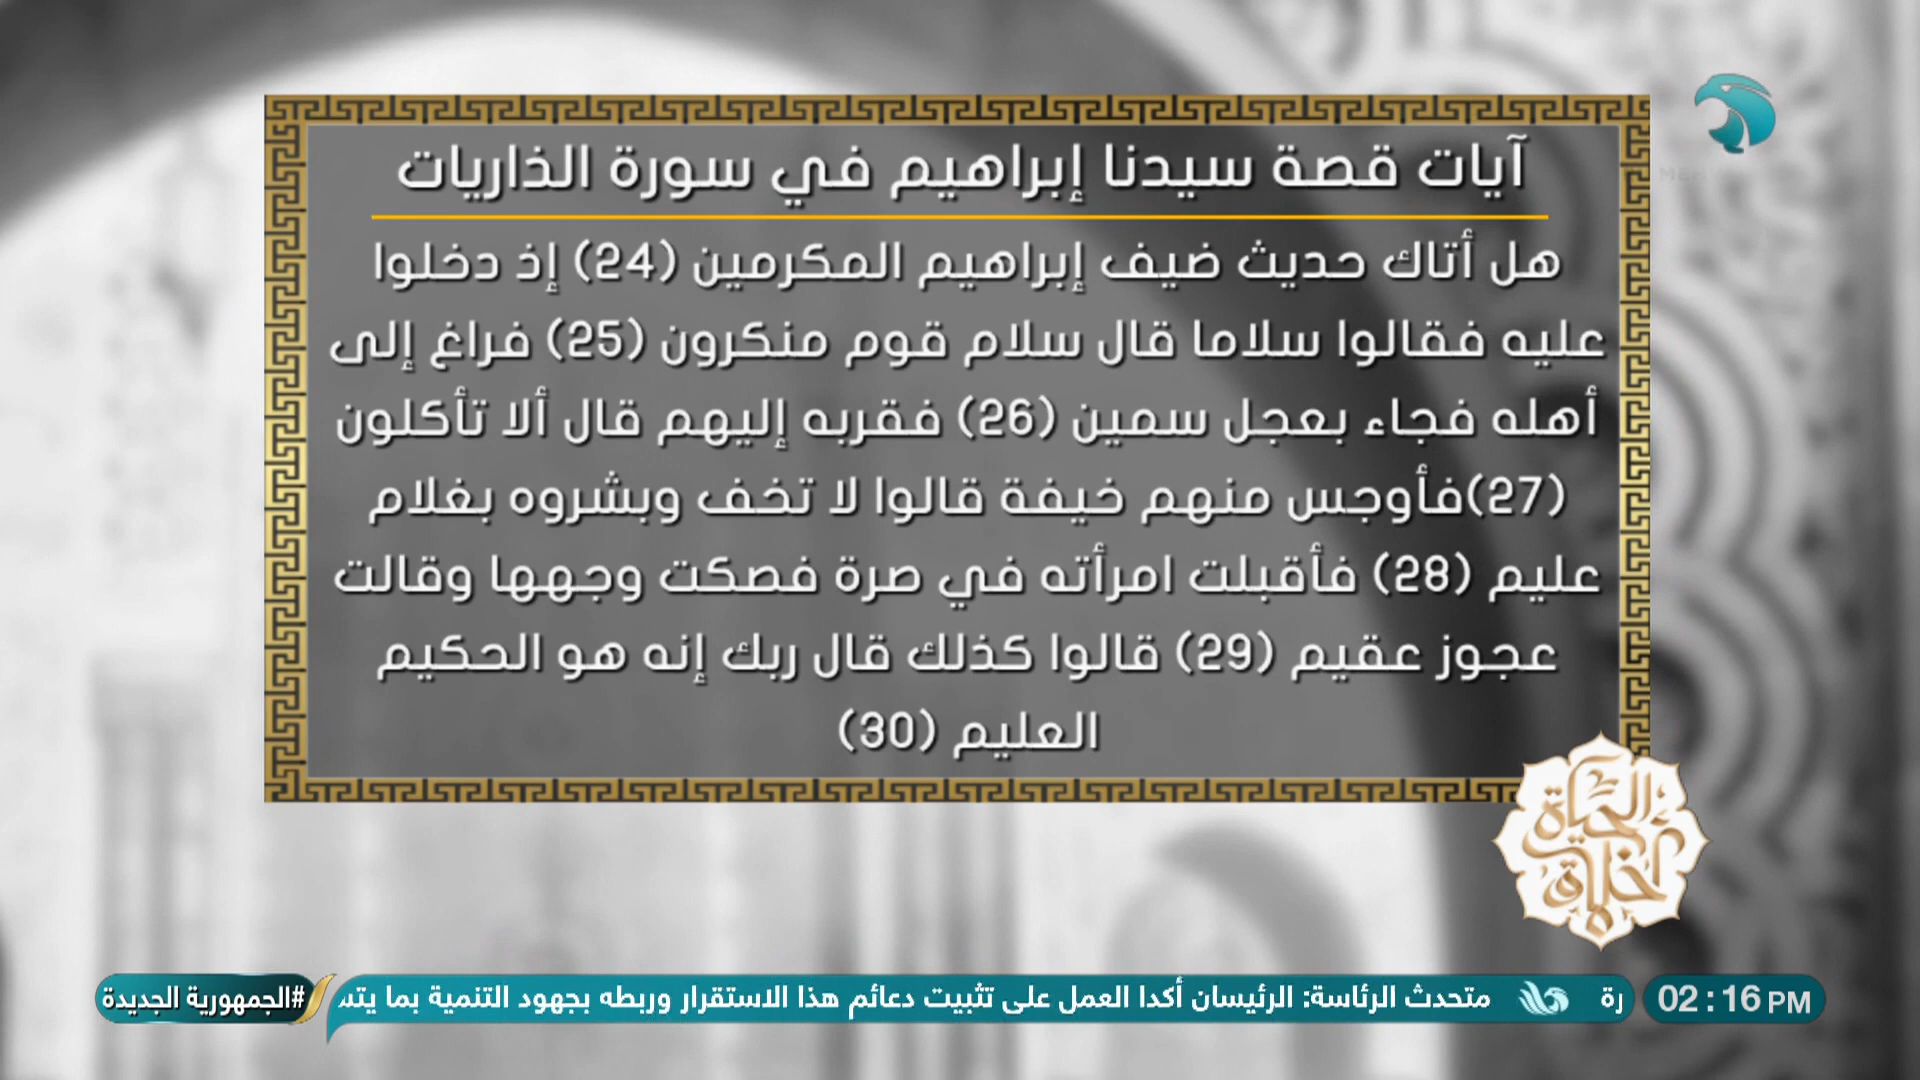 آيات قصة سيدنا إبراهيم في سورة الذاريات
هل أتاك حديث ضيف إبراهيم المكرمين (24) إذ دخلوا
عليه فقالوا سلاما قال سلام قوم منكرون (25) فراغ إلى
أهله فجاء بعجل سمين (26) فقربه إليهم قال ألا تأكلون
(27)فأوجس منهم خيفة قالوا لا تخف وبشروه بغلام
عليم (28) فأقبلت امرأته في صرة فصكت وجهها وقالت
عجوز عقيم (29) قالوا كذلك قال ربك إنه هو الحكيم
العليم (30)
الحياة أخلاق
02:16 PM
رة متحدث الرئاسة: الرئيسان أكدا العمل على تثبيت دعائم هذا الاستقرار وربطه بجهود التنمية بما
#الجمهورية الجديدة